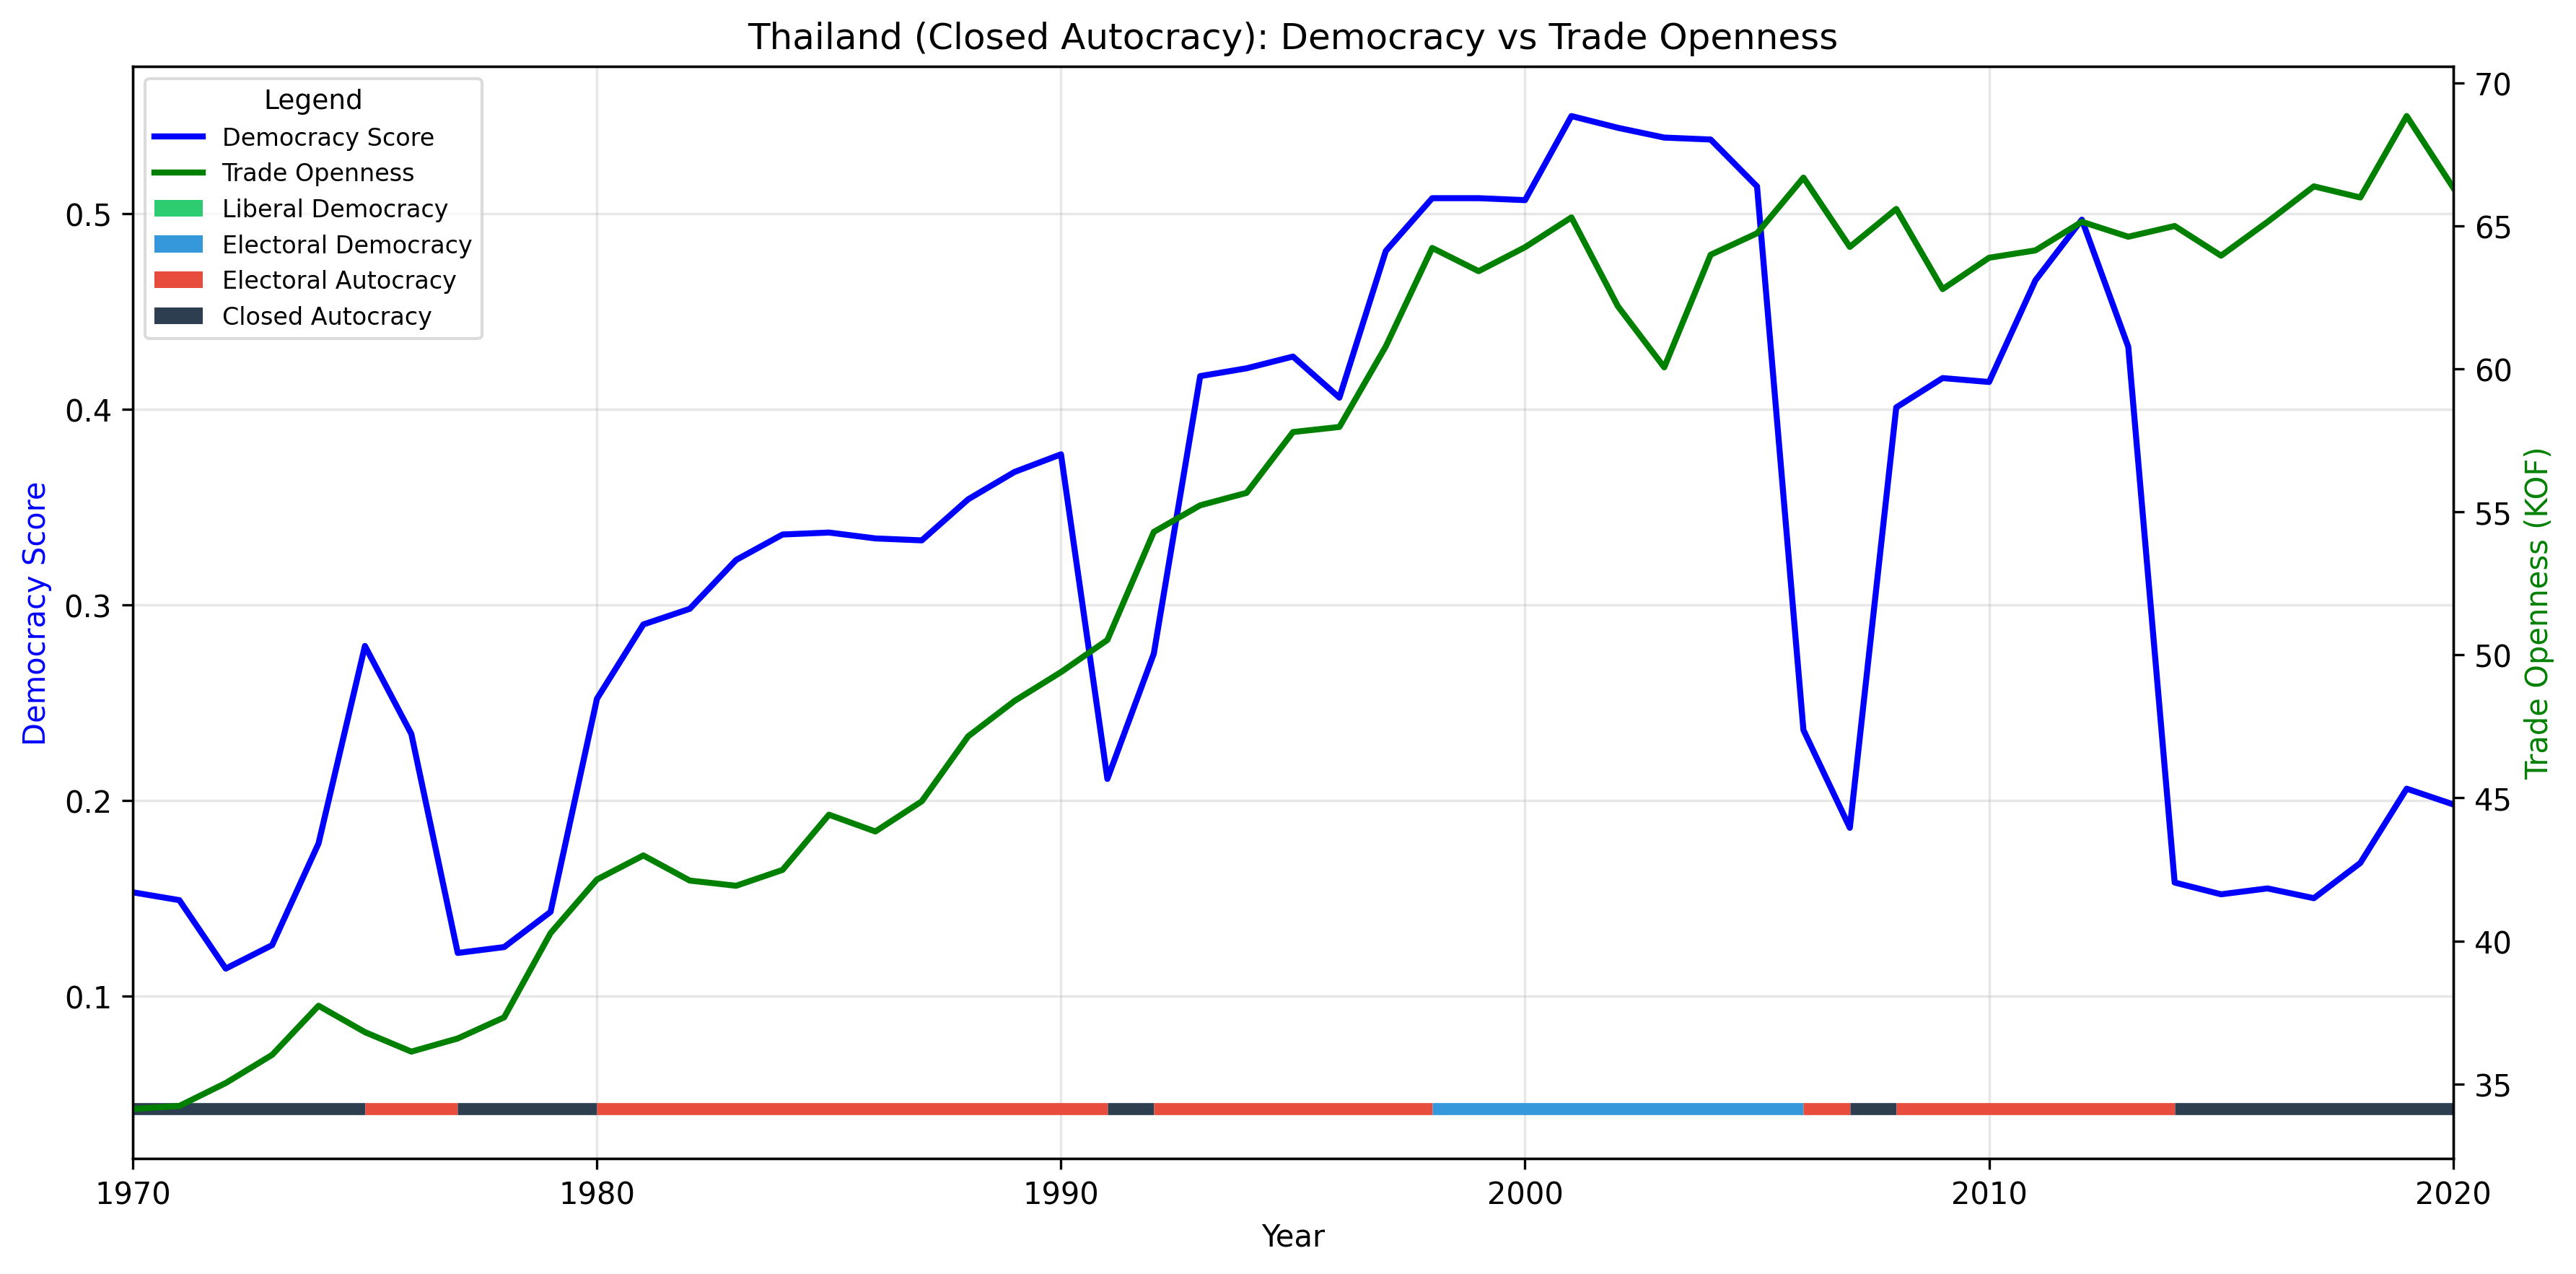 Thailand (Closed Autocracy): Democracy vs Trade Openness
Legend
Democracy Score
Trade Openness
Liberal Democracy
Electoral Democracy
Electoral Autocracy
Closed Autocracy
Democracy Score
0.5
0.4
0.3
0.2
0.1
70
65
60
55
50
45
40
35
Trade Openness (KOF)
1970
1980
1990
2000
2010
2020
Year